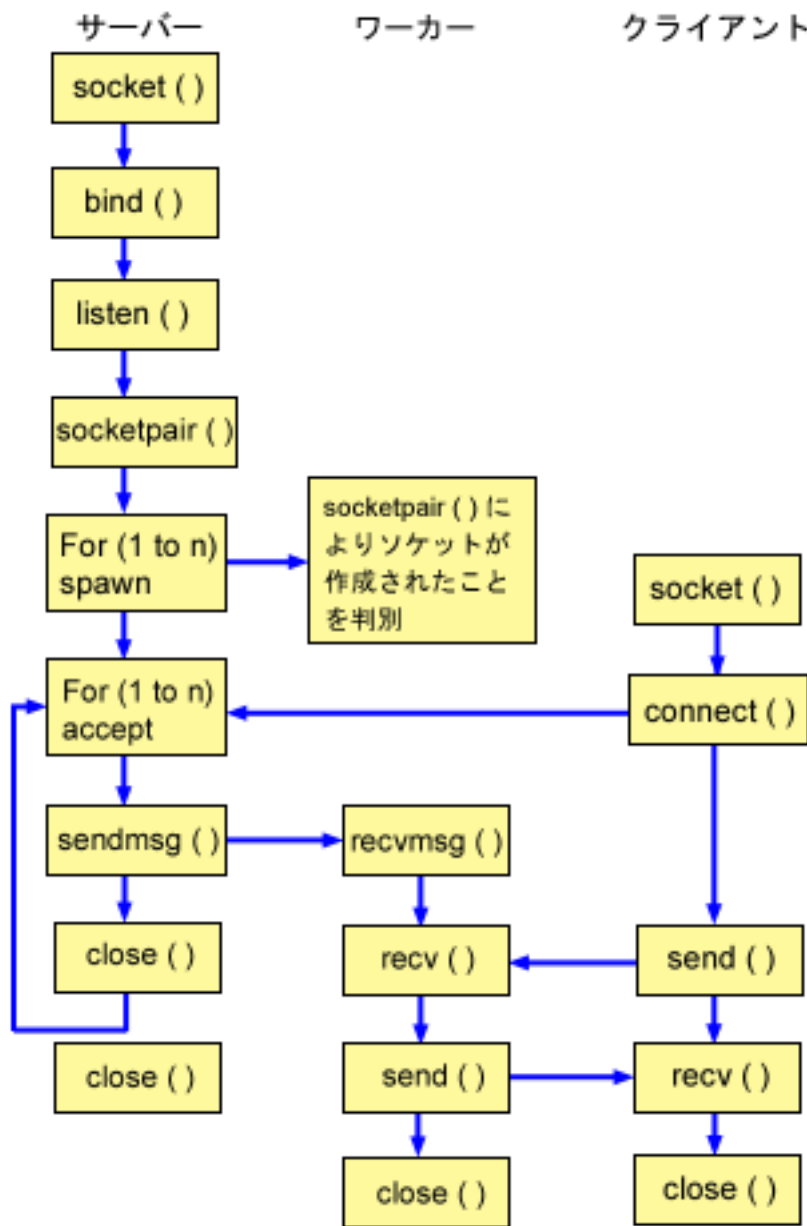 サーバー
ワーカー
クライアント
socket ( )
bind ( )
listen ( )
socketpair ( )
For (1 to n)
spawn
socketpair ( ) に
よりソケットが
作成されたこと
を判別
socket ( )
For (1 to n)
accept
connect ( )
sendmsg ( )
recvmsg ( )
close ( )
recv ( )
send ( )
close ( )
send ( )
recv ( )
close ( )
close ( )